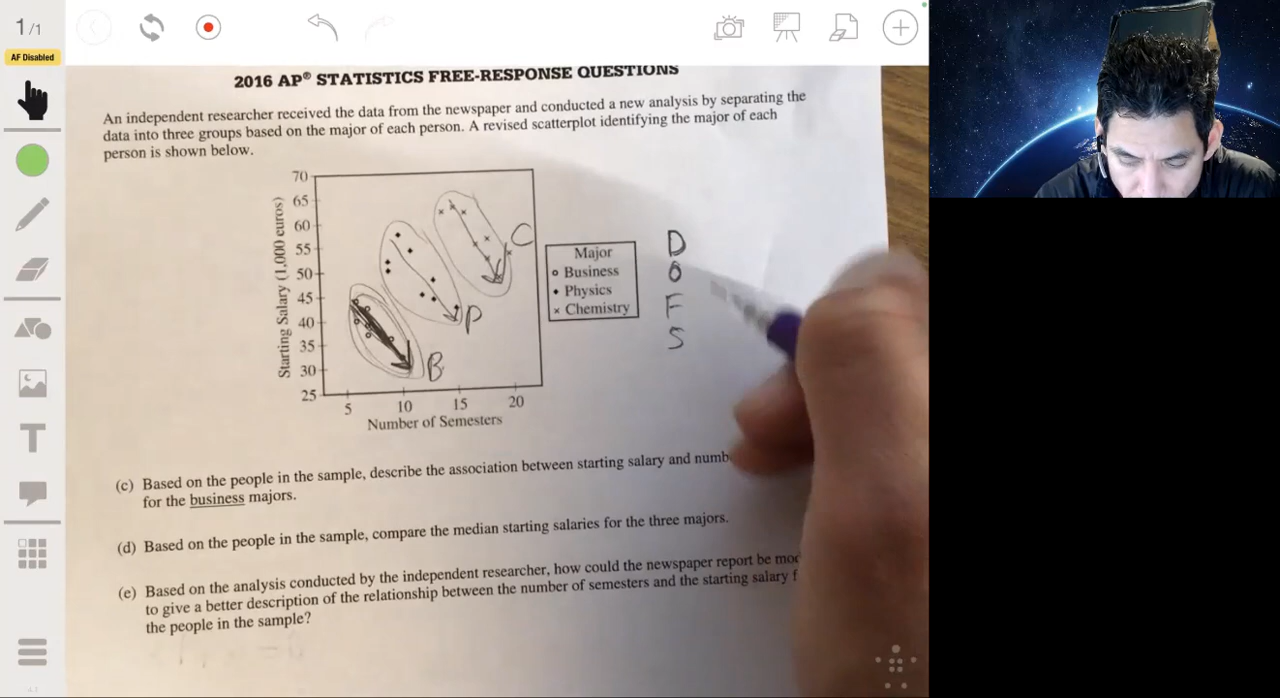 1/1
AF Disabled
2016 AP® STATISTICS FREE-RESPONSE QUESTIONS
An independent researcher received the data from the newspaper and conducted a new analysis by separating the
data into three groups based on the major of each person. A revised scatterplot identifying the major of each
person is shown below.
70
65
60
55
50
45
40
35
30
25
Starting Salary (1,000 euros)
5
10
15
20
Number of Semesters
C
P
B
Major
Business
Physics
Chemistry
D
O
F
S
(c) Based on the people in the sample, describe the association between starting salary and numb
for the business majors.
(d) Based on the people in the sample, compare the median starting salaries for the three majors.
(e) Based on the analysis conducted by the independent researcher, how could the newspaper report be mod
to give a better description of the relationship between the number of semesters and the starting salary f
the people in the sample?
T